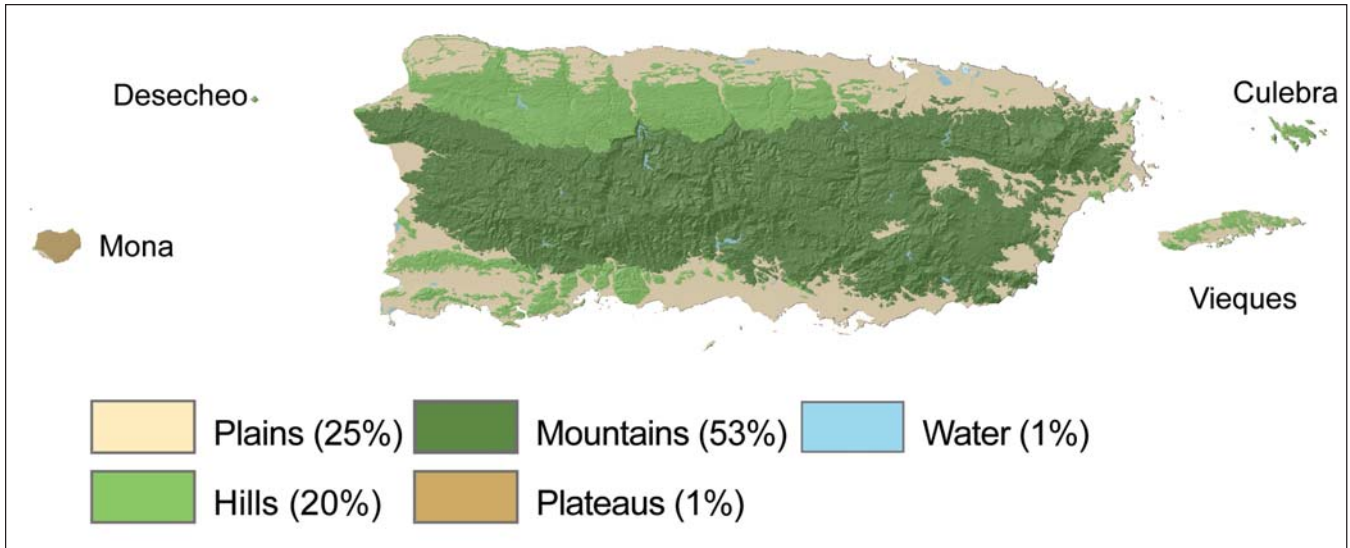 Desecheo
Culebra
Mona
Vieques
Plains (25%)
Mountains (53%)
Water (1%)
Hills (20%)
Plateaus (1%)